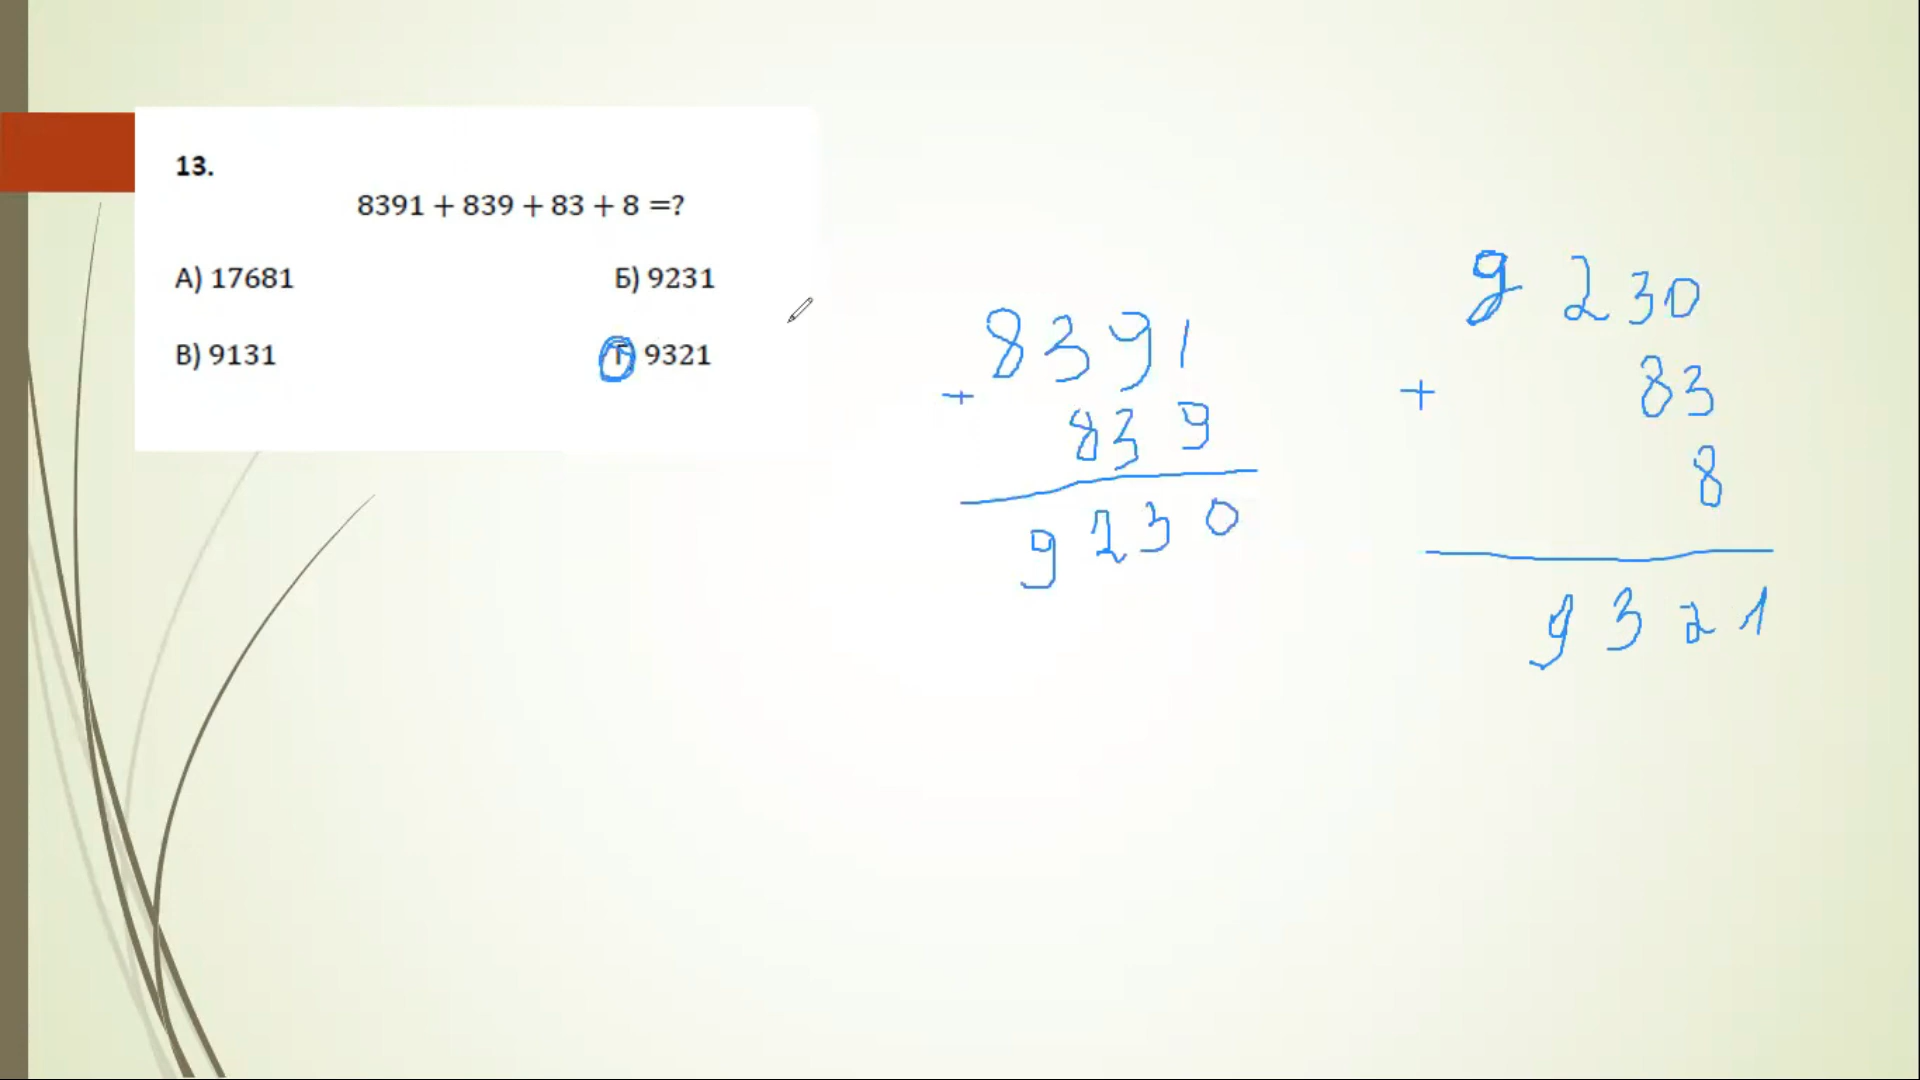 13.
8391 + 839 + 83 + 8 =?
А) 17681
Б) 9231
В) 9131
Г) 9321
8391
+
839
9230
9230
+
83
8
9321